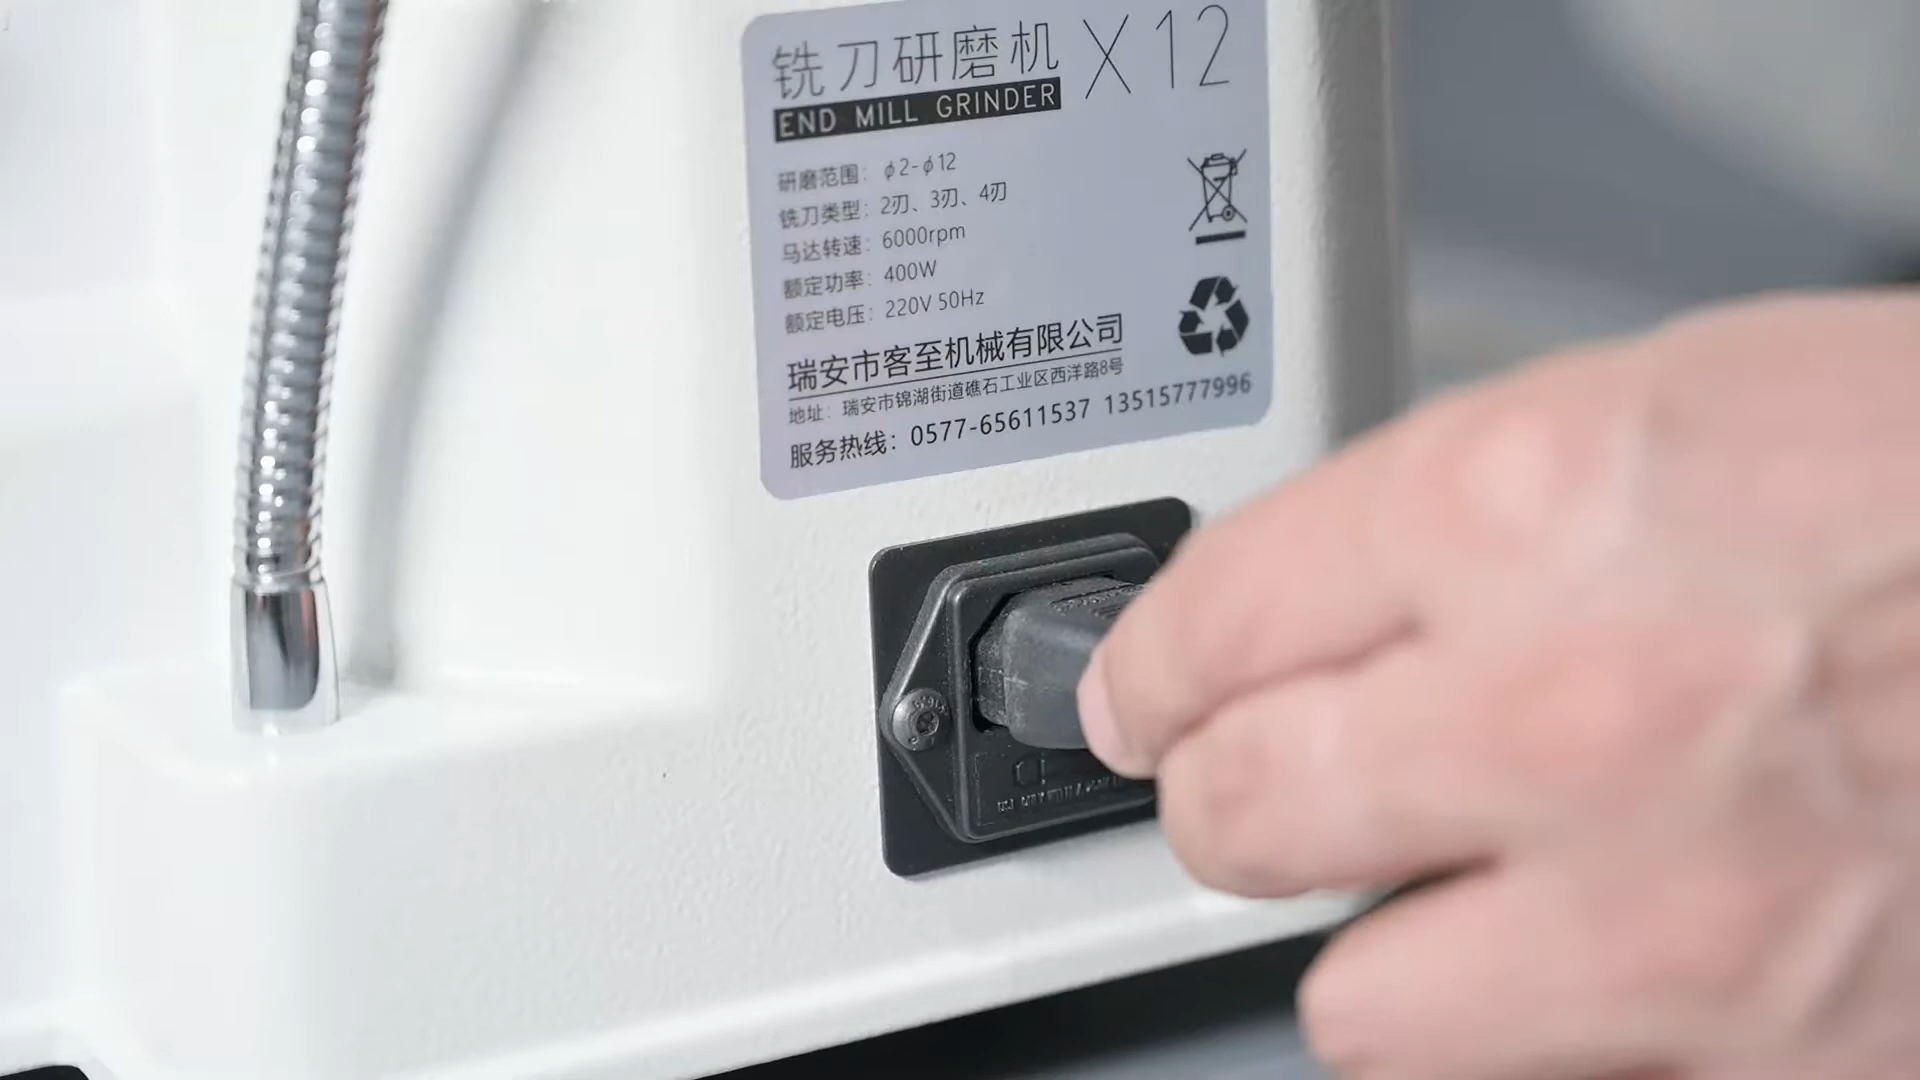 铣刀研磨机 X12
END MILL GRINDER
研磨范围：ϕ2-ϕ12
铣刀类型：2刃、3刃、4刃
马达转速：6000rpm
额定功率：400W
额定电压：220V 50Hz
瑞安市客至机械有限公司
地址：瑞安市锦湖街道礁石工业区西洋路8号
服务热线：0577-65611537 13515777996